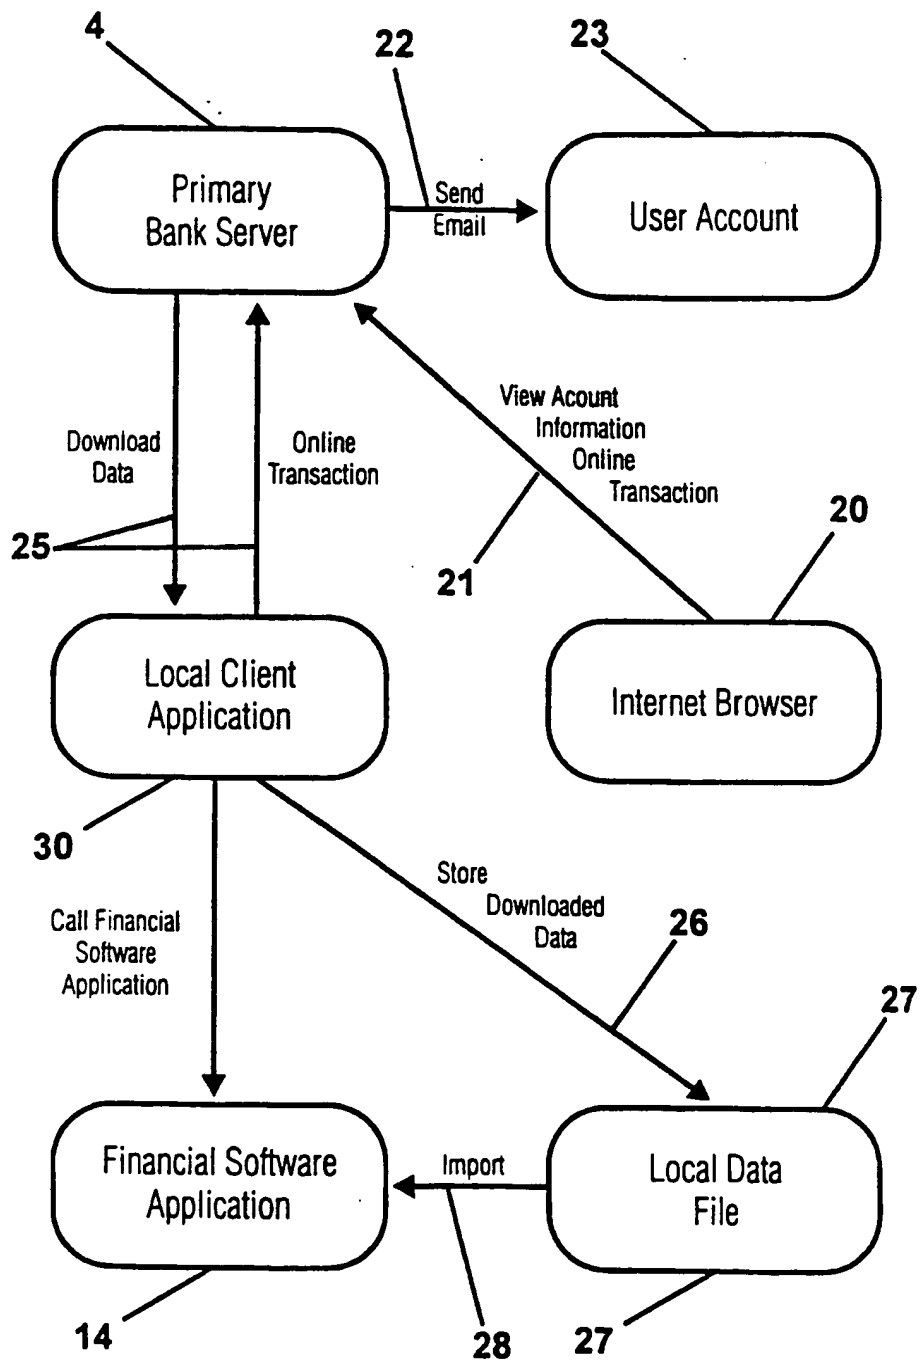 4
22
23
Primary
Bank Server
Send
Email
User Account
Download
Data
Online
Transaction
View Acount
Information
Online
Transaction
25
21
20
Local Client
Application
Internet Browser
30
Call Financial
Software
Application
Store
Downloaded
Data
26
27
Financial Software
Application
Import
Local Data
File
14
28
27